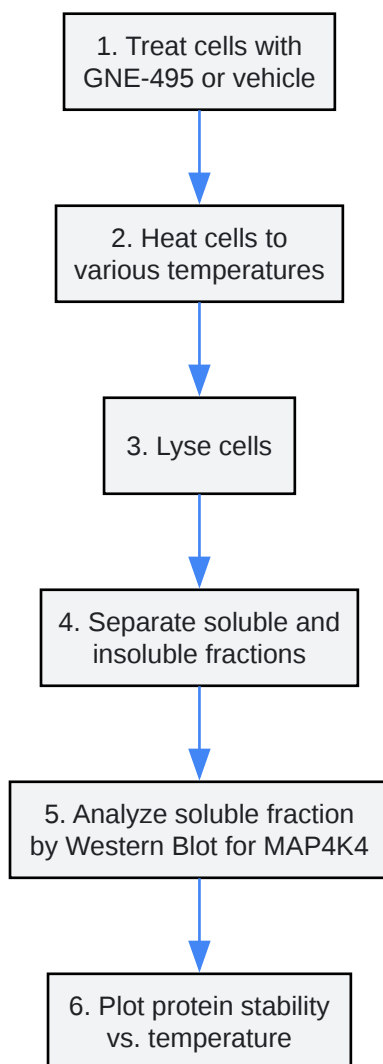 1. Treat cells with
GNE-495 or vehicle
2. Heat cells to
various temperatures
3. Lyse cells
4. Separate soluble and
insoluble fractions
5. Analyze soluble fraction
by Western Blot for MAP4K4
6. Plot protein stability
vs. temperature